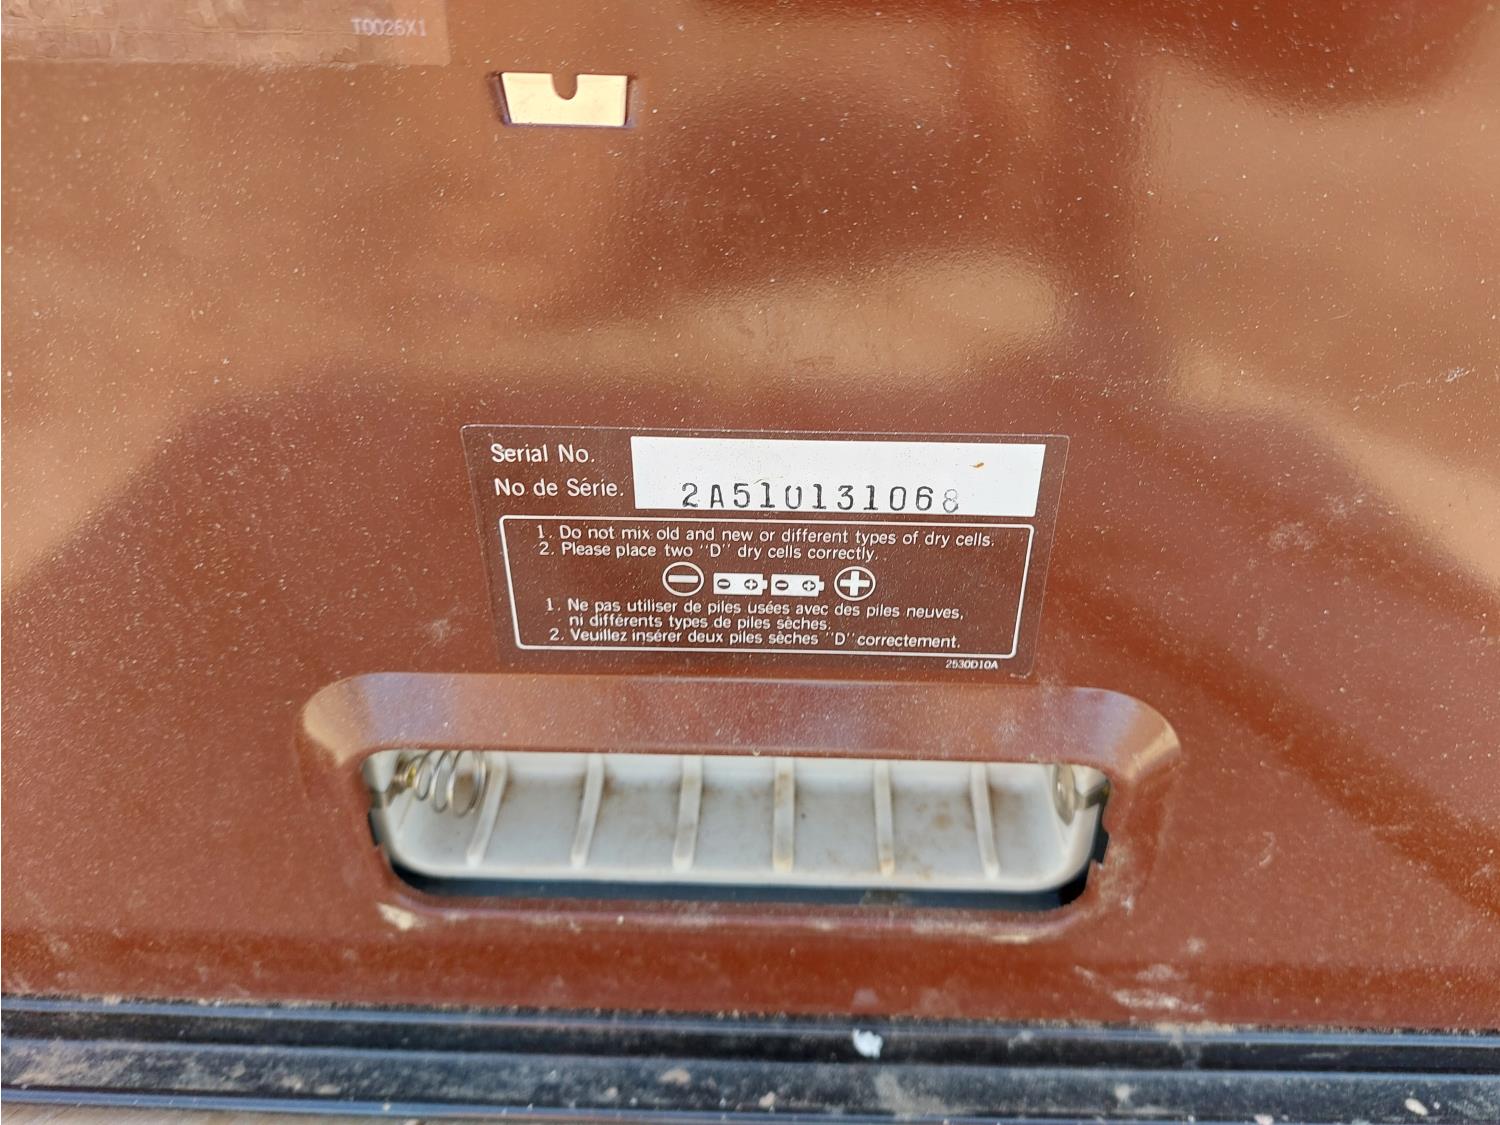 T0026X1
Serial No.
No de Série. 2A510131068
1. Do not mix old and new or different types of dry cells.
2. Please place two "D" dry cells correctly.
1. Ne pas utiliser de piles usées avec des piles neuves,
ni différents types de piles sèches.
2. Veuillez insérer deux piles sèches "D" correctement.
2530D10A